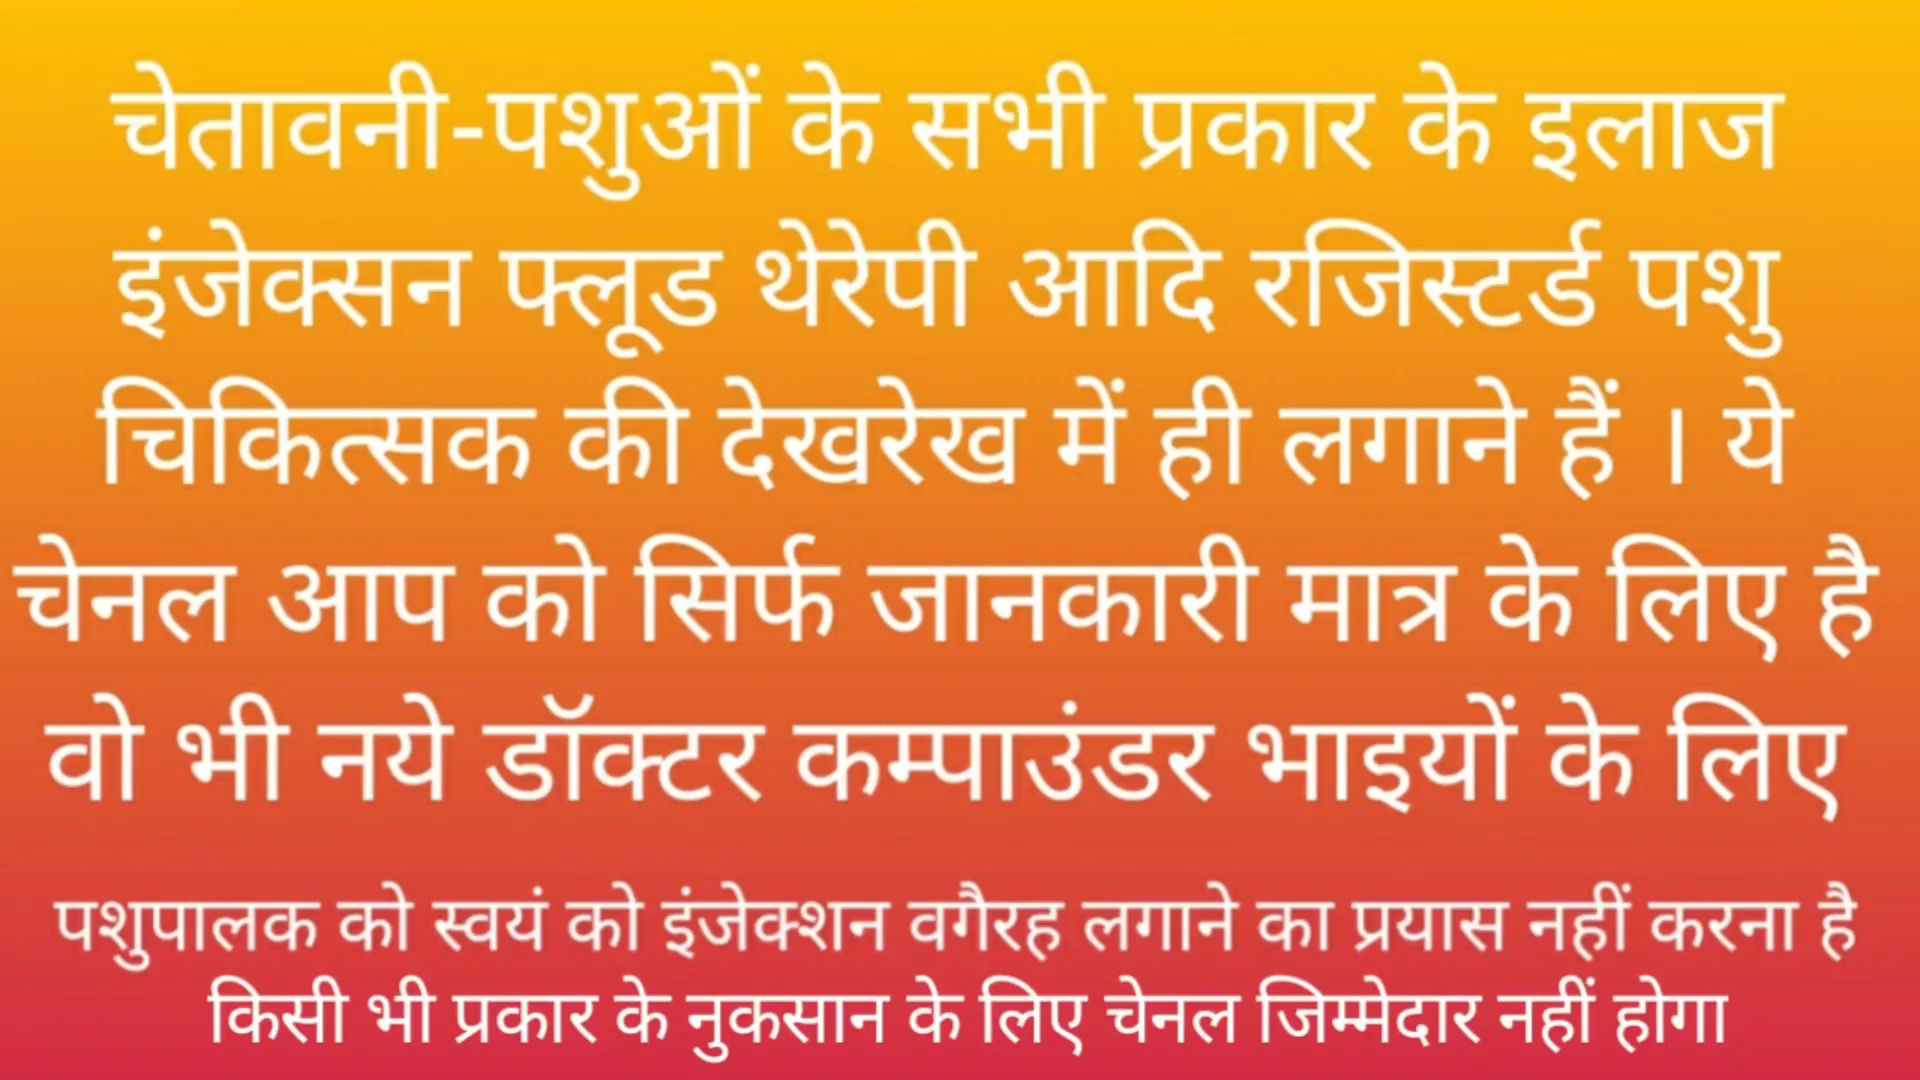 चेतावनी-पशुओं के सभी प्रकार के इलाज
इंजेक्सन फ्लूड थेरेपी आदि रजिस्टर्ड पशु
चिकित्सक की देखरेख में ही लगाने हैं । ये
चेनल आप को सिर्फ जानकारी मात्र के लिए है
वो भी नये डॉक्टर कम्पाउंडर भाइयों के लिए
पशुपालक को स्वयं को इंजेक्शन वगैरह लगाने का प्रयास नहीं करना है
किसी भी प्रकार के नुकसान के लिए चेनल जिम्मेदार नहीं होगा